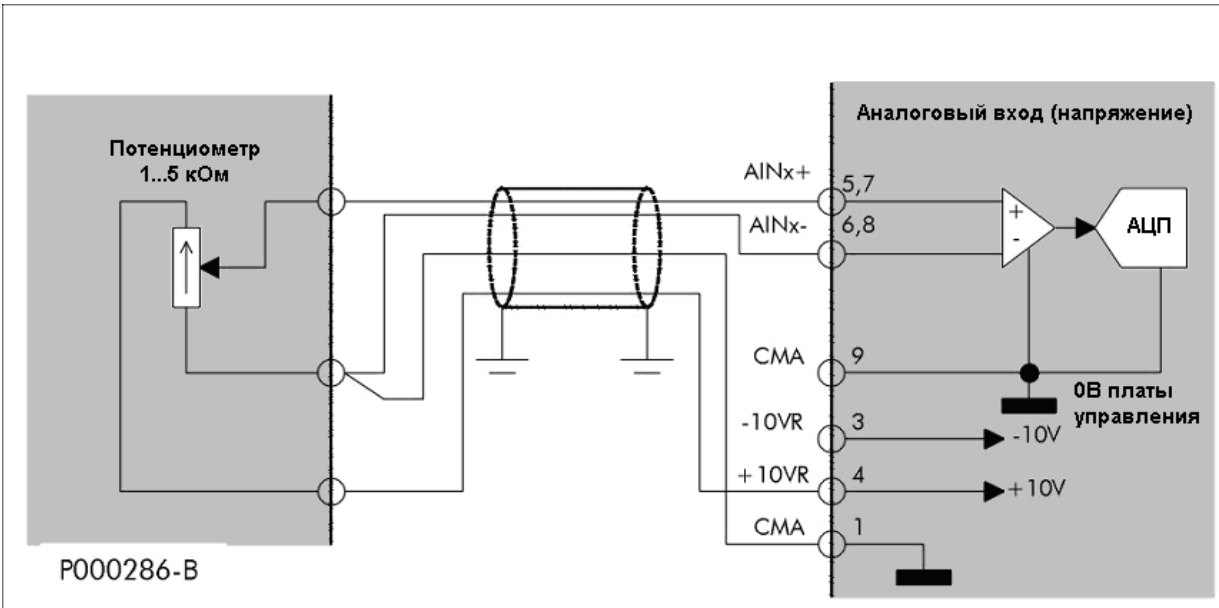 Потенциометр
1...5 кОм
Аналоговый вход (напряжение)
AINx+
5,7
AINx-
6,8
+
-
АЦП
CMA
9
0В платы
управления
-10VR
3
-10V
+10VR
4
+10V
CMA
1
P000286-B